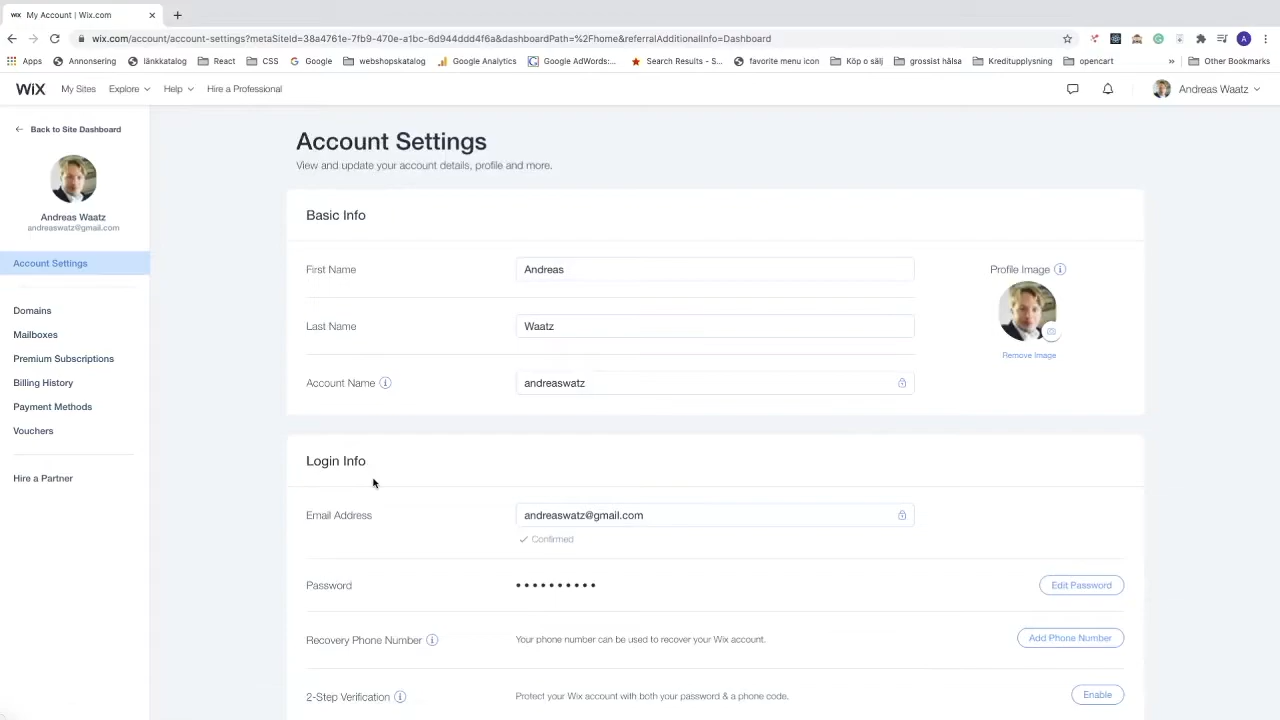 WIX My Account | Wix.com
wix.com/account/account-settings?metaSiteId=38a4761e-7fb9-470e-a1bc-6d944ddd4f6a&dashboardPath=%2Fhome&referralAdditionalInfo=Dashboard
A
Apps Annonsering länkkatalog React CSS Google webshopskatalog Google Analytics Google AdWords:... Search Results - S... favorite menu icon Köp o sälj grossist hälsa Kreditupplysning opencart » Other Bookmarks
WIX My Sites Explore Help Hire a Professional Andreas Waatz
Back to Site Dashboard
Andreas Waatz
andreaswatz@gmail.com
Account Settings
Domains
Mailboxes
Premium Subscriptions
Billing History
Payment Methods
Vouchers
Hire a Partner
Account Settings
View and update your account details, profile and more.
Basic Info
First Name Andreas
Profile Image
Last Name Waatz
Remove Image
Account Name andreaswatz
Login Info
Email Address andreaswatz@gmail.com
Confirmed
Password •••••••••• Edit Password
Recovery Phone Number Your phone number can be used to recover your Wix account. Add Phone Number
2-Step Verification Protect your Wix account with both your password & a phone code. Enable